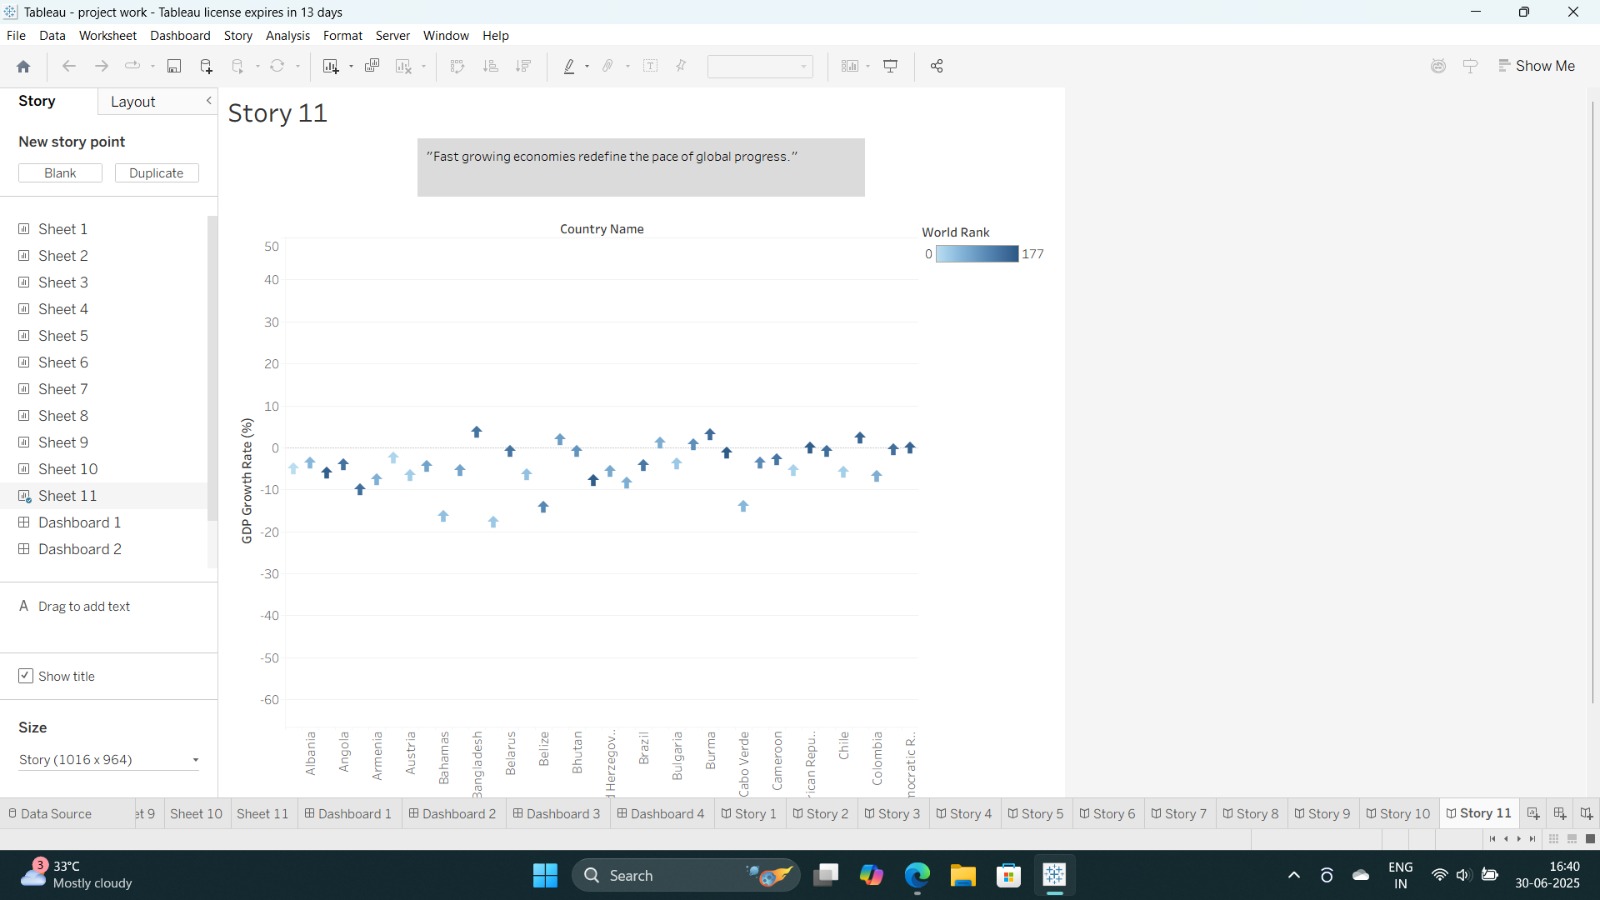 Tableau - project work - Tableau license expires in 13 days
File Data Worksheet Dashboard Story Analysis Format Server Window Help
Show Me
Story Layout
New story point
Blank Duplicate
Sheet 1
Sheet 2
Sheet 3
Sheet 4
Sheet 5
Sheet 6
Sheet 7
Sheet 8
Sheet 9
Sheet 10
Sheet 11
Dashboard 1
Dashboard 2
A Drag to add text
Show title
Size
Story (1016 x 964)
Story 11
"Fast growing economies redefine the pace of global progress."
Country Name
World Rank
0 177
GDP Growth Rate (%)
50
40
30
20
10
0
-10
-20
-30
-40
-50
-60
Albania
Angola
Armenia
Austria
Bahamas
Bangladesh
Belarus
Belize
Bhutan
d Herzegov..
Brazil
Bulgaria
Burma
Cabo Verde
Cameroon
ican Repu..
Chile
Colombia
nocratic R..
Data Source et 9 Sheet 10 Sheet 11 Dashboard 1 Dashboard 2 Dashboard 3 Dashboard 4 Story 1 Story 2 Story 3 Story 4 Story 5 Story 6 Story 7 Story 8 Story 9 Story 10 Story 11
3
33°C
Mostly cloudy
Search
ENG
IN
16:40
30-06-2025